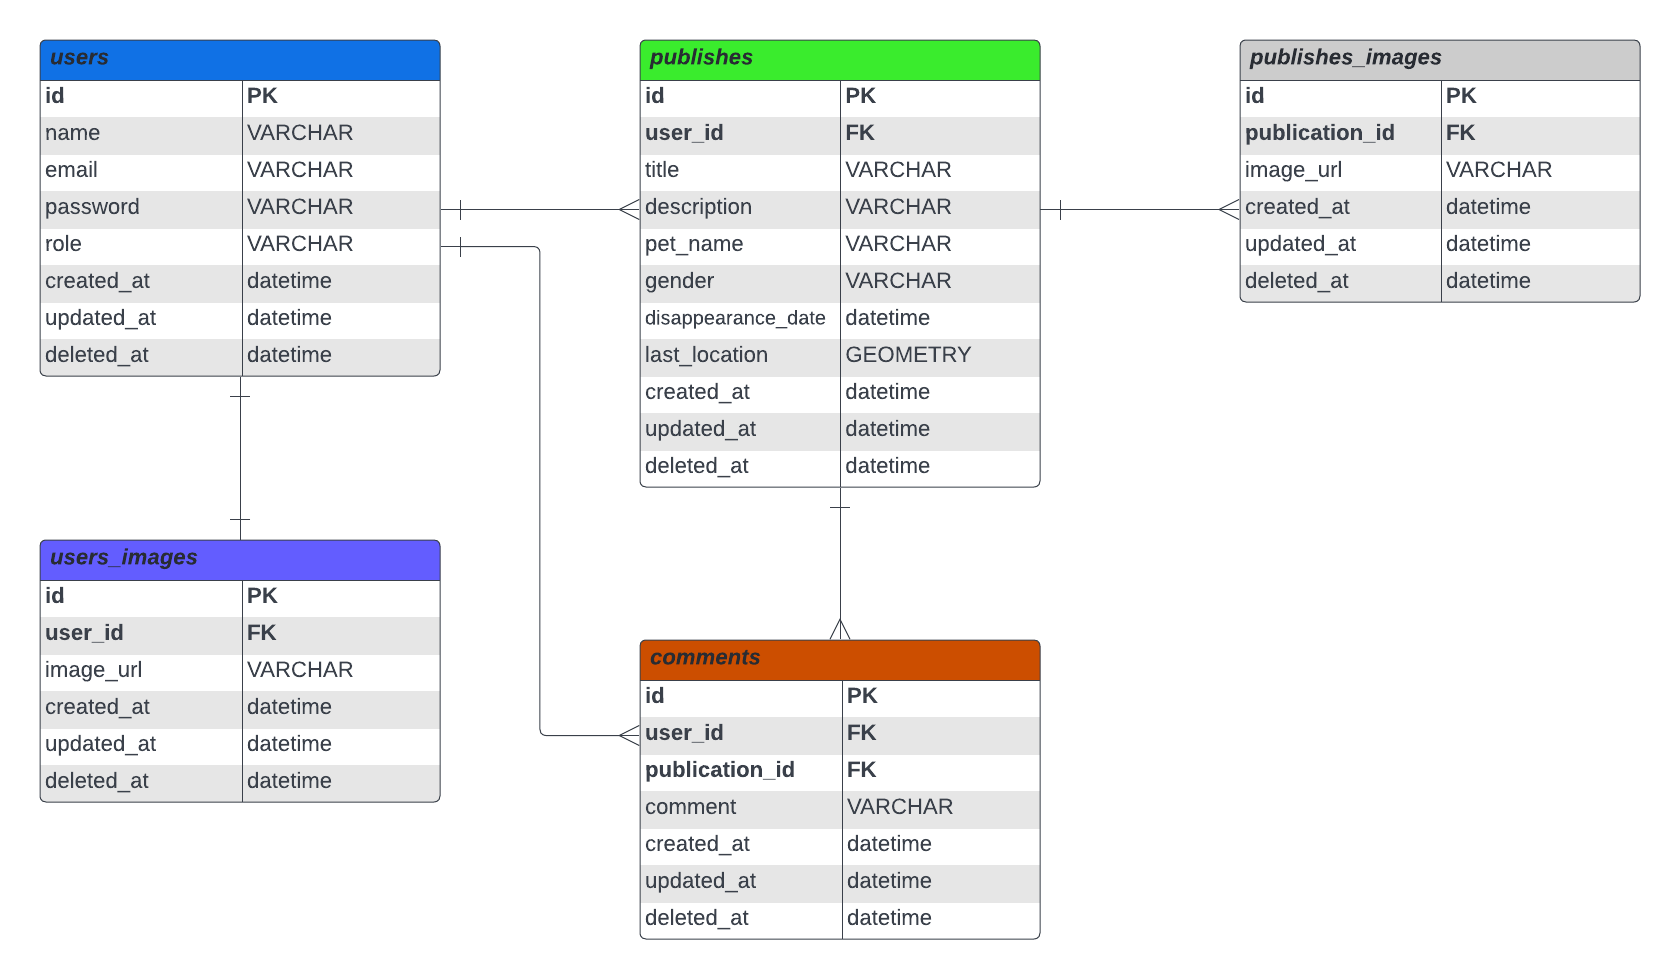 users
id PK
name VARCHAR
email VARCHAR
password VARCHAR
role VARCHAR
created_at datetime
updated_at datetime
deleted_at datetime
publishes
id PK
user_id FK
title VARCHAR
description VARCHAR
pet_name VARCHAR
gender VARCHAR
disappearance_date datetime
last_location GEOMETRY
created_at datetime
updated_at datetime
deleted_at datetime
publishes_images
id PK
publication_id FK
image_url VARCHAR
created_at datetime
updated_at datetime
deleted_at datetime
users_images
id PK
user_id FK
image_url VARCHAR
created_at datetime
updated_at datetime
deleted_at datetime
comments
id PK
user_id FK
publication_id FK
comment VARCHAR
created_at datetime
updated_at datetime
deleted_at datetime